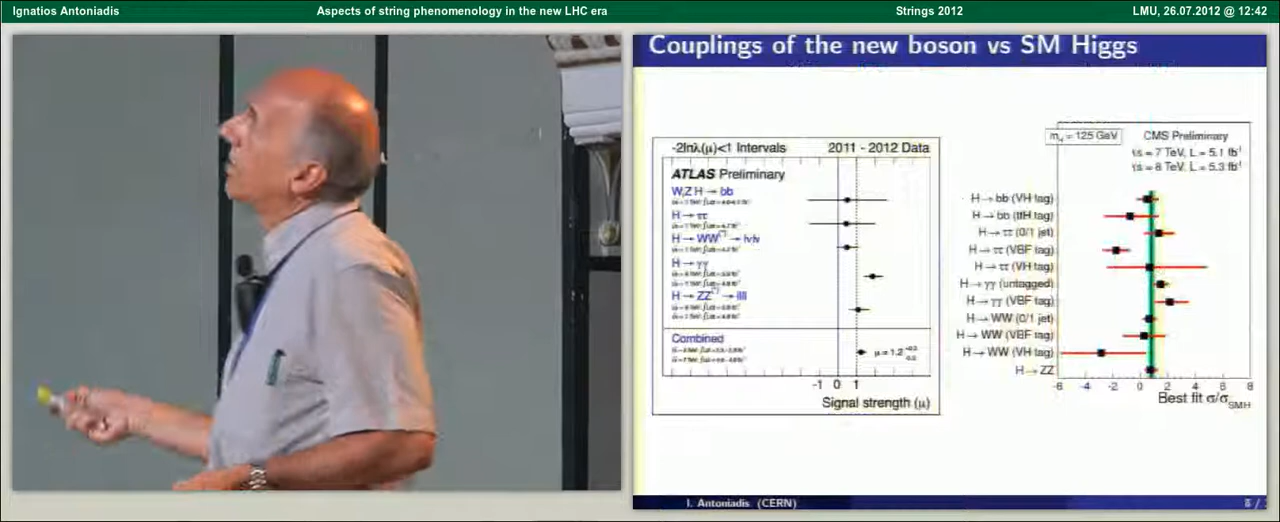 Ignatios Antoniadis
Aspects of string phenomenology in the new LHC era
Strings 2012
LMU, 26.07.2012 @ 12:42
Couplings of the new boson vs SM Higgs
-2lnλ(μ)<1 Intervals
2011 - 2012 Data
ATLAS Preliminary
W,Z H → bb
H → ττ
H → WW(*) → lνlν
H → γγ
H → ZZ(*) → llll
Combined
μ = 1.2
-1 0 1
Signal strength (μ)
= 125 GeV
CMS Preliminary
√s = 7 TeV, L = 5.1 fb-1
√s = 8 TeV, L = 5.3 fb-1
H → bb (VH tag)
H → bb (ttH tag)
H → ττ (0/1 jet)
H → ττ (VBF tag)
H → ττ (VH tag)
H → γγ (untagged)
H → γγ (VBF tag)
H → WW (0/1 jet)
H → WW (VBF tag)
H → WW (VH tag)
H → ZZ
-6 -4 -2 0 2 4 6 8
Best fit σ/σSMH
I. Antoniadis (CERN)